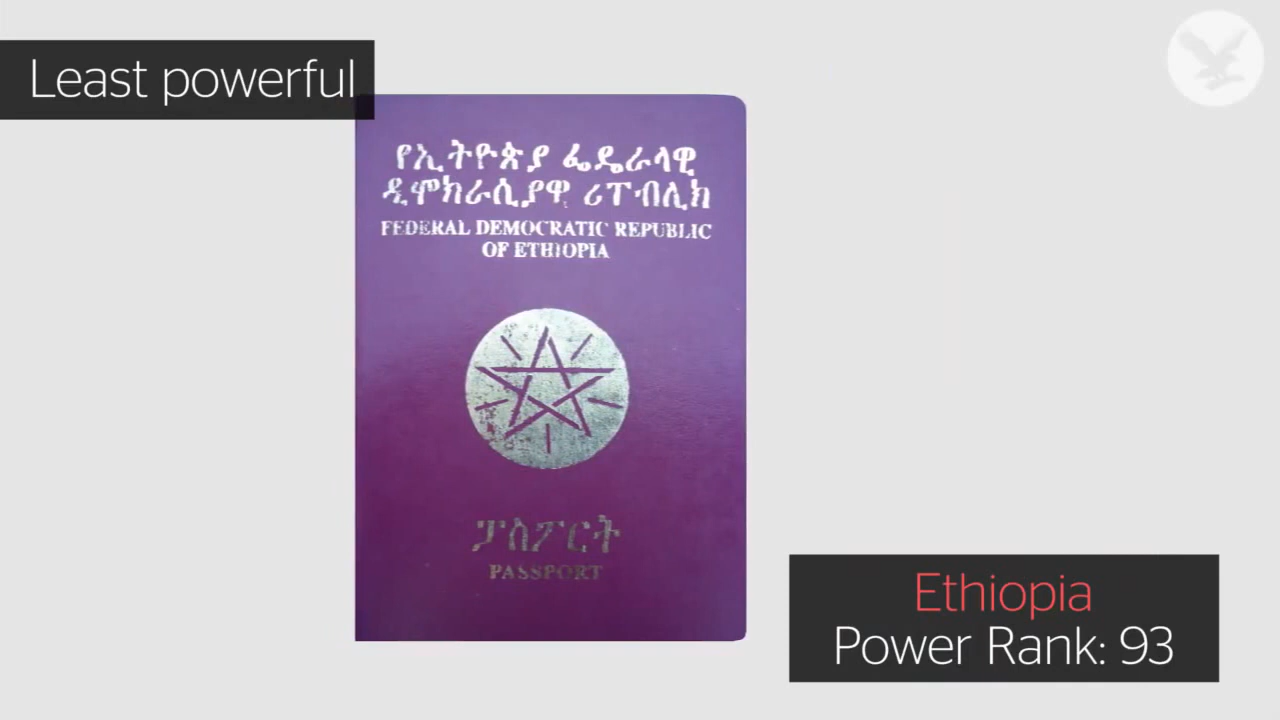 Least powerful
የኢትዮጵያ ፌዴራላዊ
ዲሞክራሲያዊ ሪፐብሊክ
FEDERAL DEMOCRATIC REPUBLIC
OF ETHIOPIA
ፓስፖርት
PASSPORT
Ethiopia
Power Rank: 93